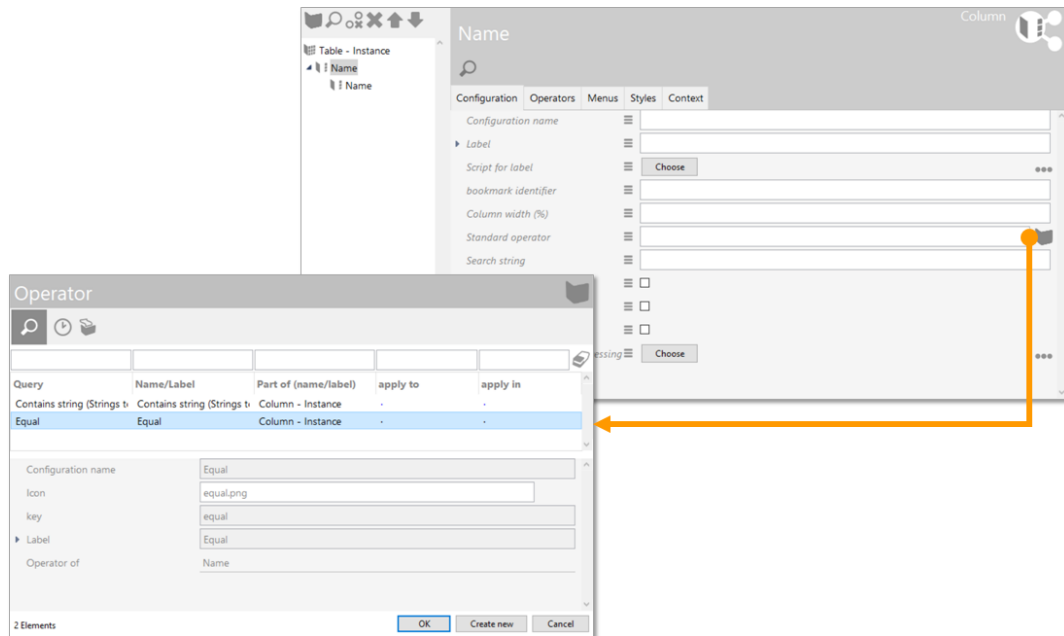 Column
Name
Table - Instance
Name
Name
Configuration Operators Menus Styles Context
Configuration name
Label
Script for label Choose
bookmark identifier
Column width (%)
Standard operator
Search string
essing Choose
Operator
Query Name/Label Part of (name/label) apply to apply in
Contains string (Strings t Contains string (Strings t Column - Instance
Equal Equal Column - Instance
Configuration name Equal
Icon equal.png
key equal
Label Equal
Operator of Name
2 Elements OK Create new Cancel